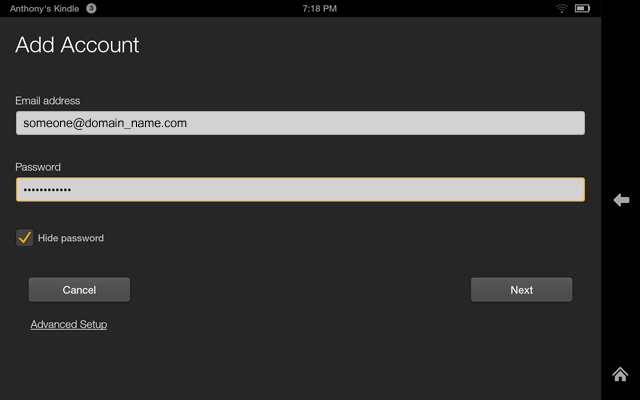 Anthony's Kindle 3 7:18 PM
Add Account
Email address
someone@domain_name.com
Password
••••••••••••
Hide password
Cancel Next
Advanced Setup